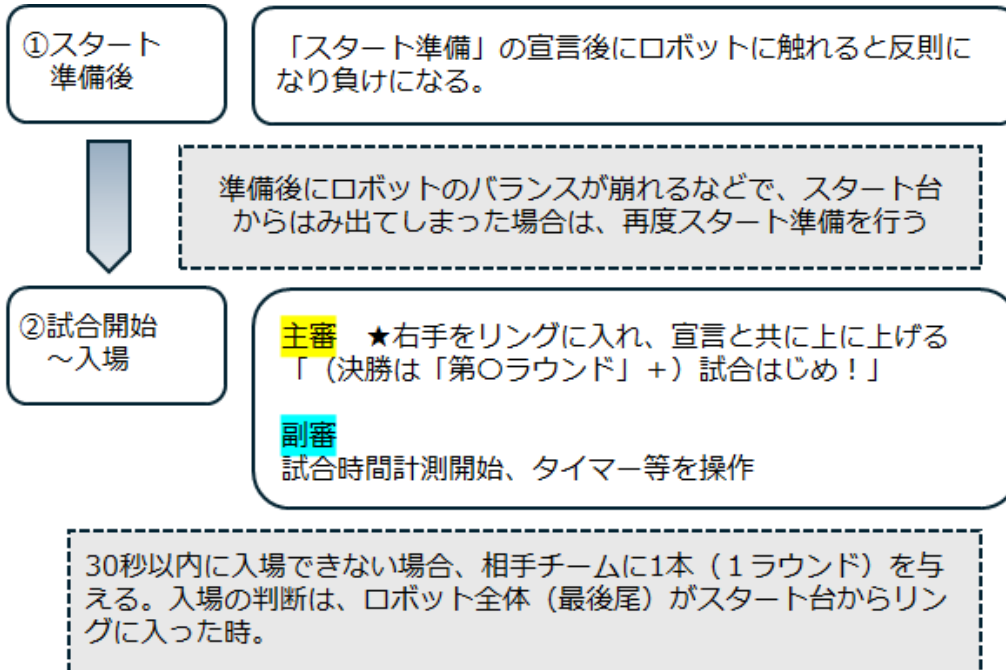 ①スタート
準備後
「スタート準備」の宣言後にロボットに触れると反則に
なり負けになる。
準備後にロボットのバランスが崩れるなどで、スタート台
からはみ出てしまった場合は、再度スタート準備を行う
②試合開始
～入場
主審　★右手をリングに入れ、宣言と共に上に上げる
「（決勝は「第〇ラウンド」＋）試合はじめ！」
副審
試合時間計測開始、タイマー等を操作
30秒以内に入場できない場合、相手チームに1本（１ラウンド）を与
える。入場の判断は、ロボット全体（最後尾）がスタート台からリン
グに入った時。